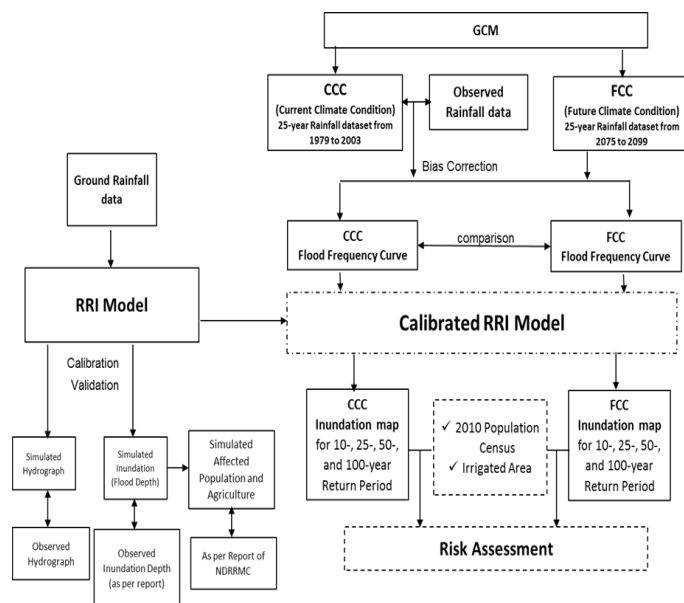 GCM
CCC
(Current Climate Condition)
25-year Rainfall dataset from
1979 to 2003
Observed
Rainfall data
FCC
(Future Climate Condition)
25-year Rainfall dataset from
2075 to 2099
Bias Correction
Ground Rainfall
data
CCC
Flood Frequency Curve
comparison
FCC
Flood Frequency Curve
RRI Model
Calibrated RRI Model
Calibration
Validation
CCC
Inundation map
for 10-, 25-, 50-,
and 100-year
Return Period
✓ 2010 Population
Census
✓ Irrigated Area
FCC
Inundation map
for 10-, 25-, 50-,
and 100-year
Return Period
Simulated
Hydrograph
Simulated
Inundation
(Flood Depth)
Simulated
Affected
Population and
Agriculture
Observed
Hydrograph
Observed
Inundation Depth
(as per report)
As per Report of
NDRRMC
Risk Assessment